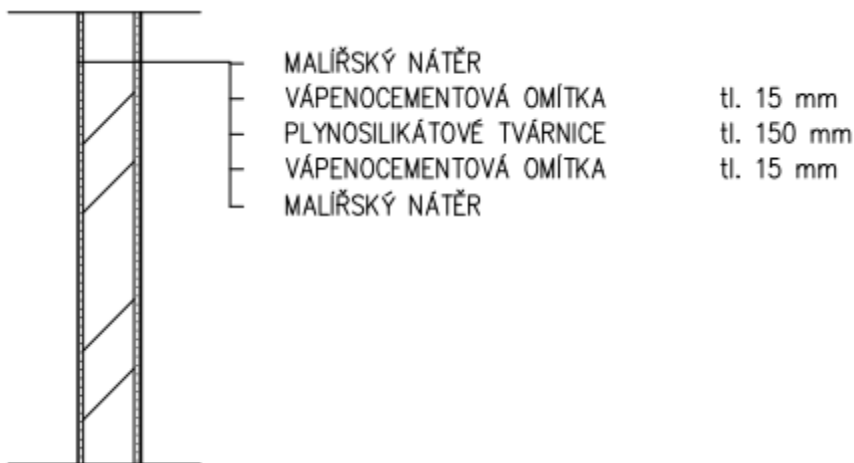 MALÍŘSKÝ NÁTĚR
VÁPENOCEMENTOVÁ OMÍTKA tl. 15 mm
PLYNOSILIKÁTOVÉ TVÁRNICE tl. 150 mm
VÁPENOCEMENTOVÁ OMÍTKA tl. 15 mm
MALÍŘSKÝ NÁTĚR